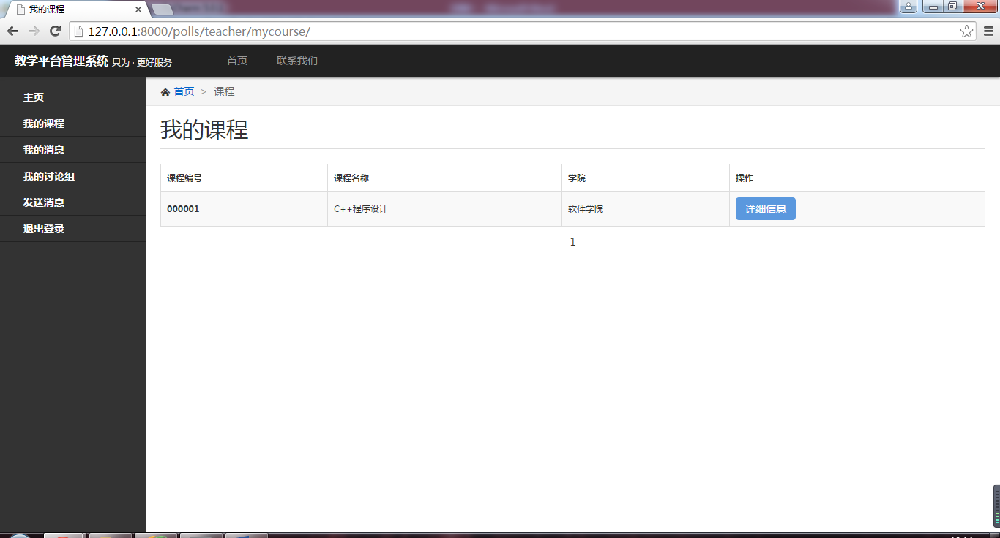 我的课程
127.0.0.1:8000/polls/teacher/mycourse/
教学平台管理系统 只为 · 更好服务 首页 联系我们
主页
我的课程
我的消息
我的讨论组
发送消息
退出登录
首页 > 课程
我的课程
课程编号 课程名称 学院 操作
000001 C++程序设计 软件学院 详细信息
1